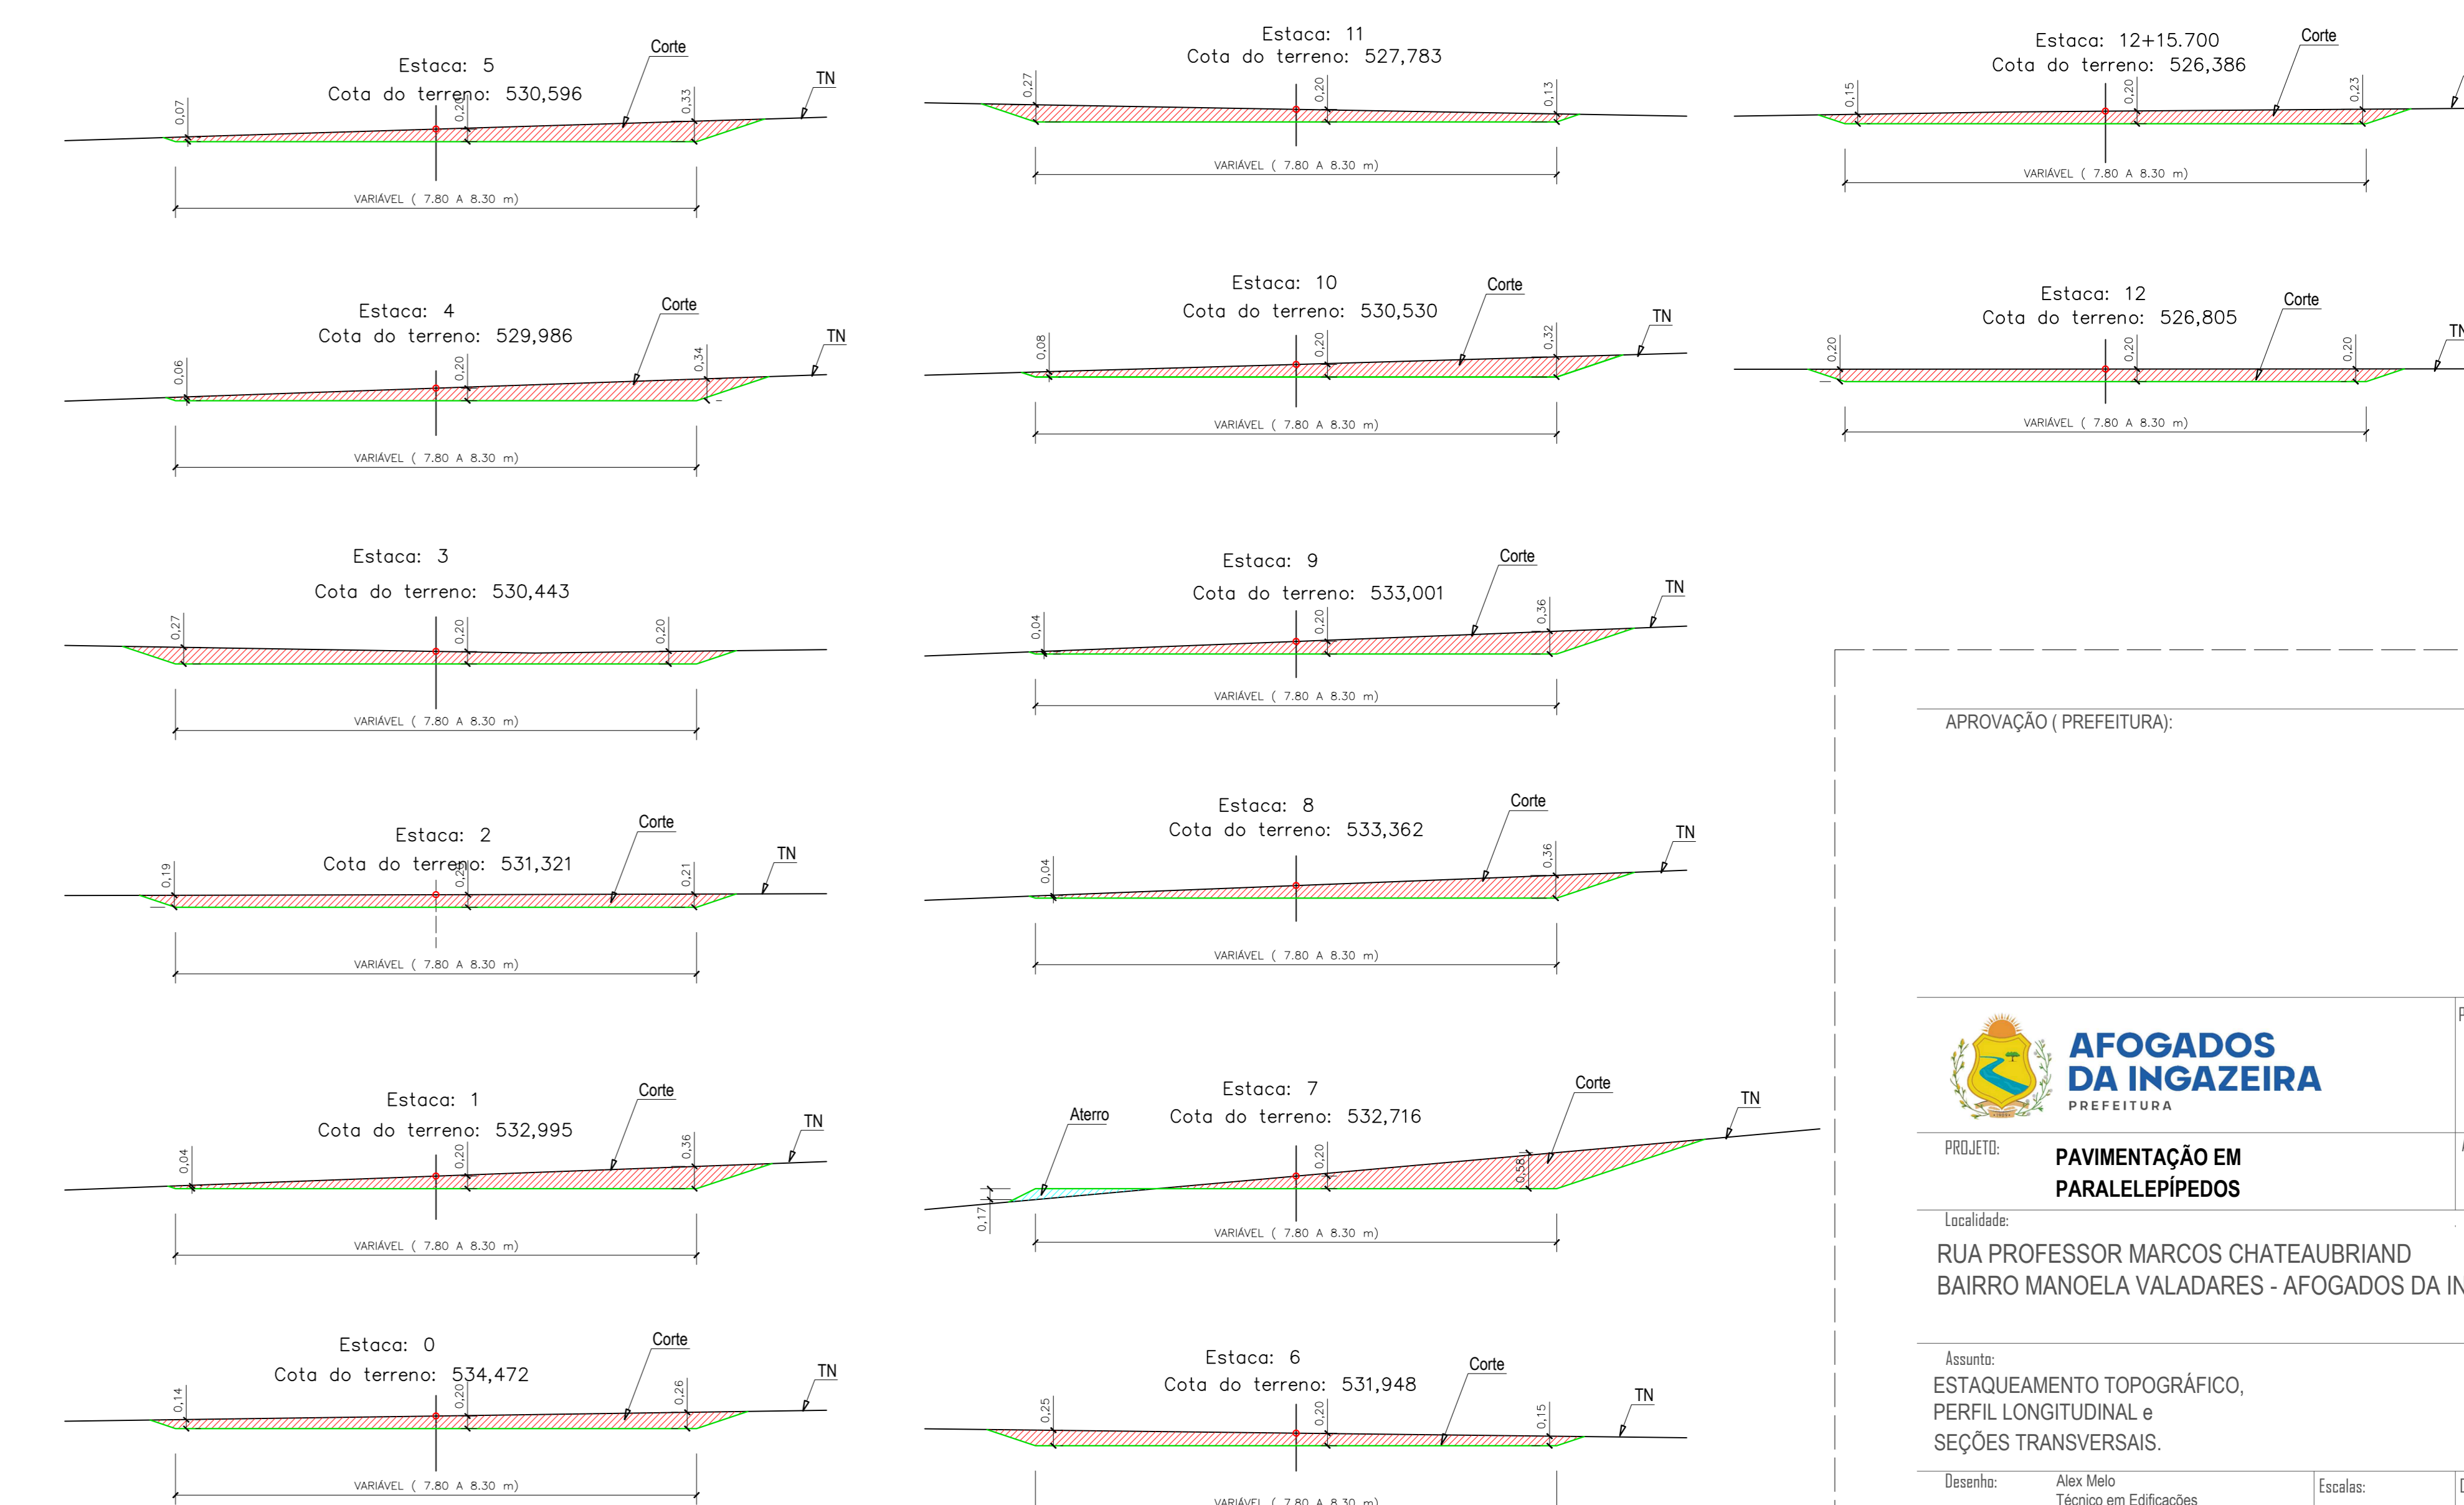 Estaca: 5
Cota do terreno: 530,596
Corte
TN
0,07
0,20
0,33
VARIÁVEL ( 7.80 A 8.30 m)
Estaca: 4
Cota do terreno: 529,986
Corte
TN
0,06
0,20
0,34
VARIÁVEL ( 7.80 A 8.30 m)
Estaca: 3
Cota do terreno: 530,443
0,27
0,20
0,20
VARIÁVEL ( 7.80 A 8.30 m)
Estaca: 2
Cota do terreno: 531,321
Corte
TN
0,19
0,21
VARIÁVEL ( 7.80 A 8.30 m)
Estaca: 1
Cota do terreno: 532,995
Corte
TN
0,04
0,20
0,36
VARIÁVEL ( 7.80 A 8.30 m)
Estaca: 0
Cota do terreno: 534,472
Corte
TN
0,14
0,20
0,26
VARIÁVEL ( 7.80 A 8.30 m)
Estaca: 11
Cota do terreno: 527,783
0,27
0,20
0,13
VARIÁVEL ( 7.80 A 8.30 m)
Estaca: 10
Cota do terreno: 530,530
Corte
TN
0,08
0,20
0,32
VARIÁVEL ( 7.80 A 8.30 m)
Estaca: 9
Cota do terreno: 533,001
Corte
TN
0,04
0,20
0,36
VARIÁVEL ( 7.80 A 8.30 m)
Estaca: 8
Cota do terreno: 533,362
Corte
TN
0,04
0,36
VARIÁVEL ( 7.80 A 8.30 m)
Estaca: 7
Cota do terreno: 532,716
Aterro
Corte
TN
0,17
0,20
0,58
VARIÁVEL ( 7.80 A 8.30 m)
Estaca: 6
Cota do terreno: 531,948
Corte
TN
0,25
0,20
0,15
VARIÁVEL ( 7.80 A 8.30 m)
Estaca: 12+15.700
Cota do terreno: 526,386
Corte
0,15
0,20
0,23
VARIÁVEL ( 7.80 A 8.30 m)
Estaca: 12
Cota do terreno: 526,805
Corte
TN
0,20
0,20
0,20
VARIÁVEL ( 7.80 A 8.30 m)
APROVAÇÃO ( PREFEITURA):
AFOGADOS
DA INGAZEIRA
PREFEITURA
PROJETO:
PAVIMENTAÇÃO EM
PARALELEPÍPEDOS
Localidade:
RUA PROFESSOR MARCOS CHATEAUBRIAND
BAIRRO MANOELA VALADARES - AFOGADOS DA IN
Assunto:
ESTAQUEAMENTO TOPOGRÁFICO,
PERFIL LONGITUDINAL e
SEÇÕES TRANSVERSAIS.
Desenho:
Alex Melo
Técnico em Edificações
Escalas: